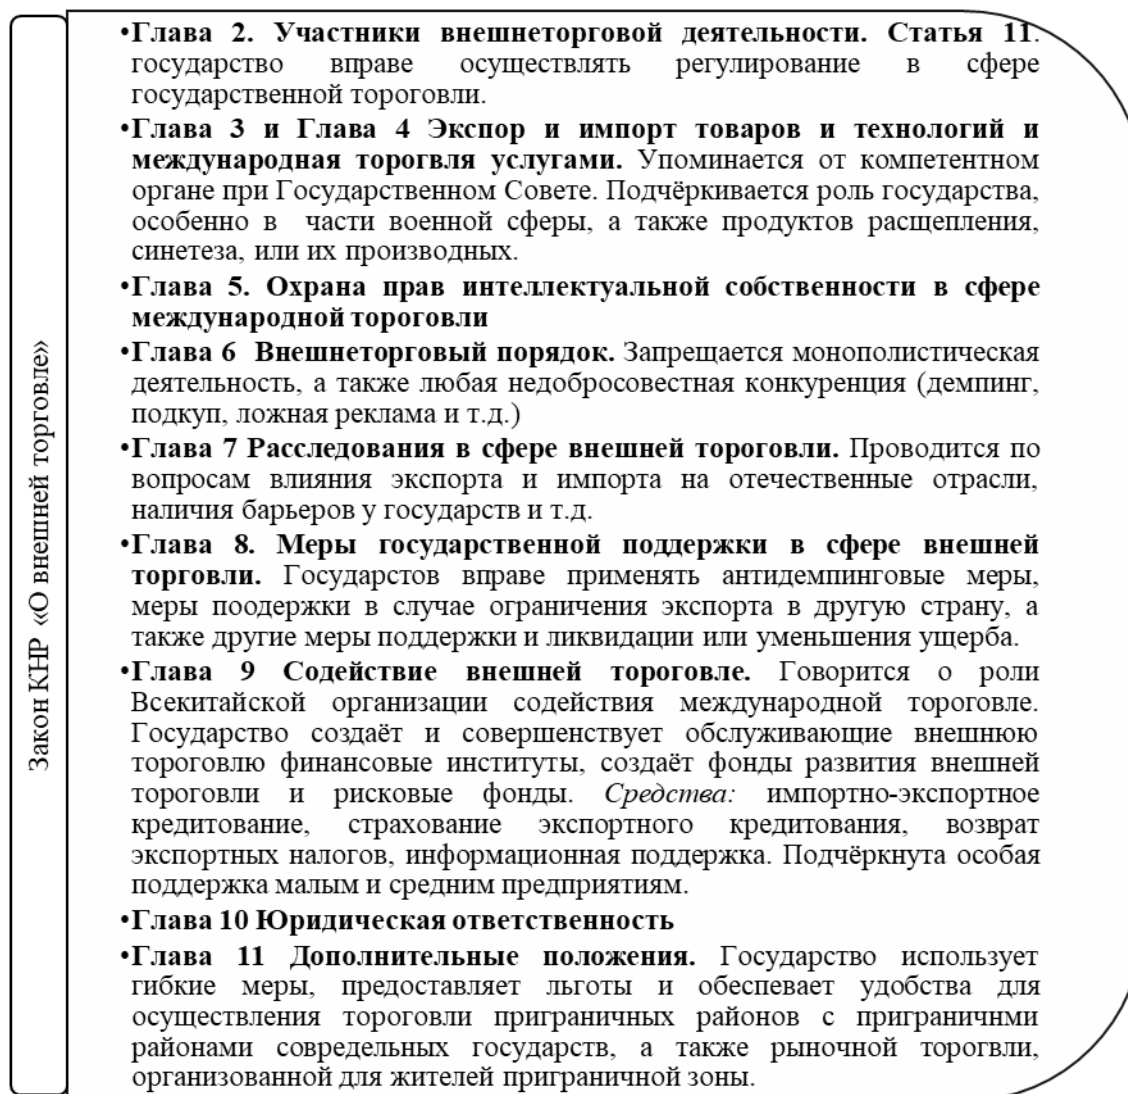 Закон КНР «О внешней торговле»
•Глава 2. Участники внешнеторговой деятельности. Статья 11.
государство вправе осуществлять регулирование в сфере
государственной тороговли.
•Глава 3 и Глава 4 Экспор и импорт товаров и технологий и
международная торогвля услугами. Упоминается от компетентном
органе при Государственном Совете. Подчёркивается роль государства,
особенно в части военной сферы, а также продуктов расщепления,
синетеза, или их производных.
•Глава 5. Охрана прав интеллектуальной собственности в сфере
международной тороговли
•Глава 6 Внешнеторговый порядок. Запрещается монополистическая
деятельность, а также любая недобросовестная конкуренция (демпинг,
подкуп, ложная реклама и т.д.)
•Глава 7 Расследования в сфере внешней тороговли. Проводится по
вопросам влияния экспорта и импорта на отечественные отрасли,
наличия барьеров у государств и т.д.
•Глава 8. Меры государственной поддержки в сфере внешней
торговли. Государстов вправе применять антидемпинговые меры,
меры поодержки в случае ограничения экспорта в другую страну, а
также другие меры поддержки и ликвидации или уменьшения ущерба.
•Глава 9 Содействие внешней тороговле. Говорится о роли
Всекитайской организации содействия международной тороговле.
Государство создаёт и совершенствует обслуживающие внешнюю
тороговлю финансовые институты, создаёт фонды развития внешней
тороговли и рисковые фонды. Средства: импортно-экспортное
кредитование, страхование экспортного кредитования, возврат
экспортных налогов, информационная поддержка. Подчёркнута особая
поддержка малым и средним предприятиям.
•Глава 10 Юридическая ответственность
•Глава 11 Дополнительные положения. Государство использует
гибкие меры, предоставляет льготы и обеспевает удобства для
осуществления тороговли приграничных районов с приграничнми
районами совредельных государств, а также рыночной торогвли,
организованной для жителей приграничной зоны.